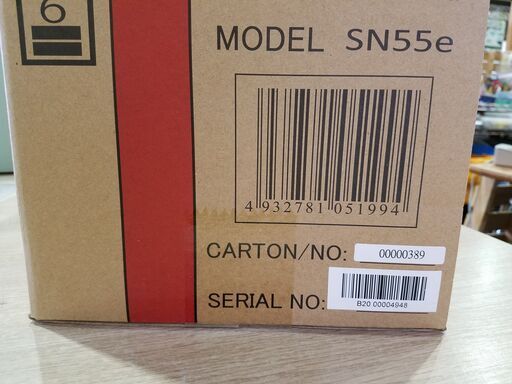 6
MODEL SN55e
4 932781 051994
CARTON/NO: 00000389
SERIAL NO:
B20 00004948